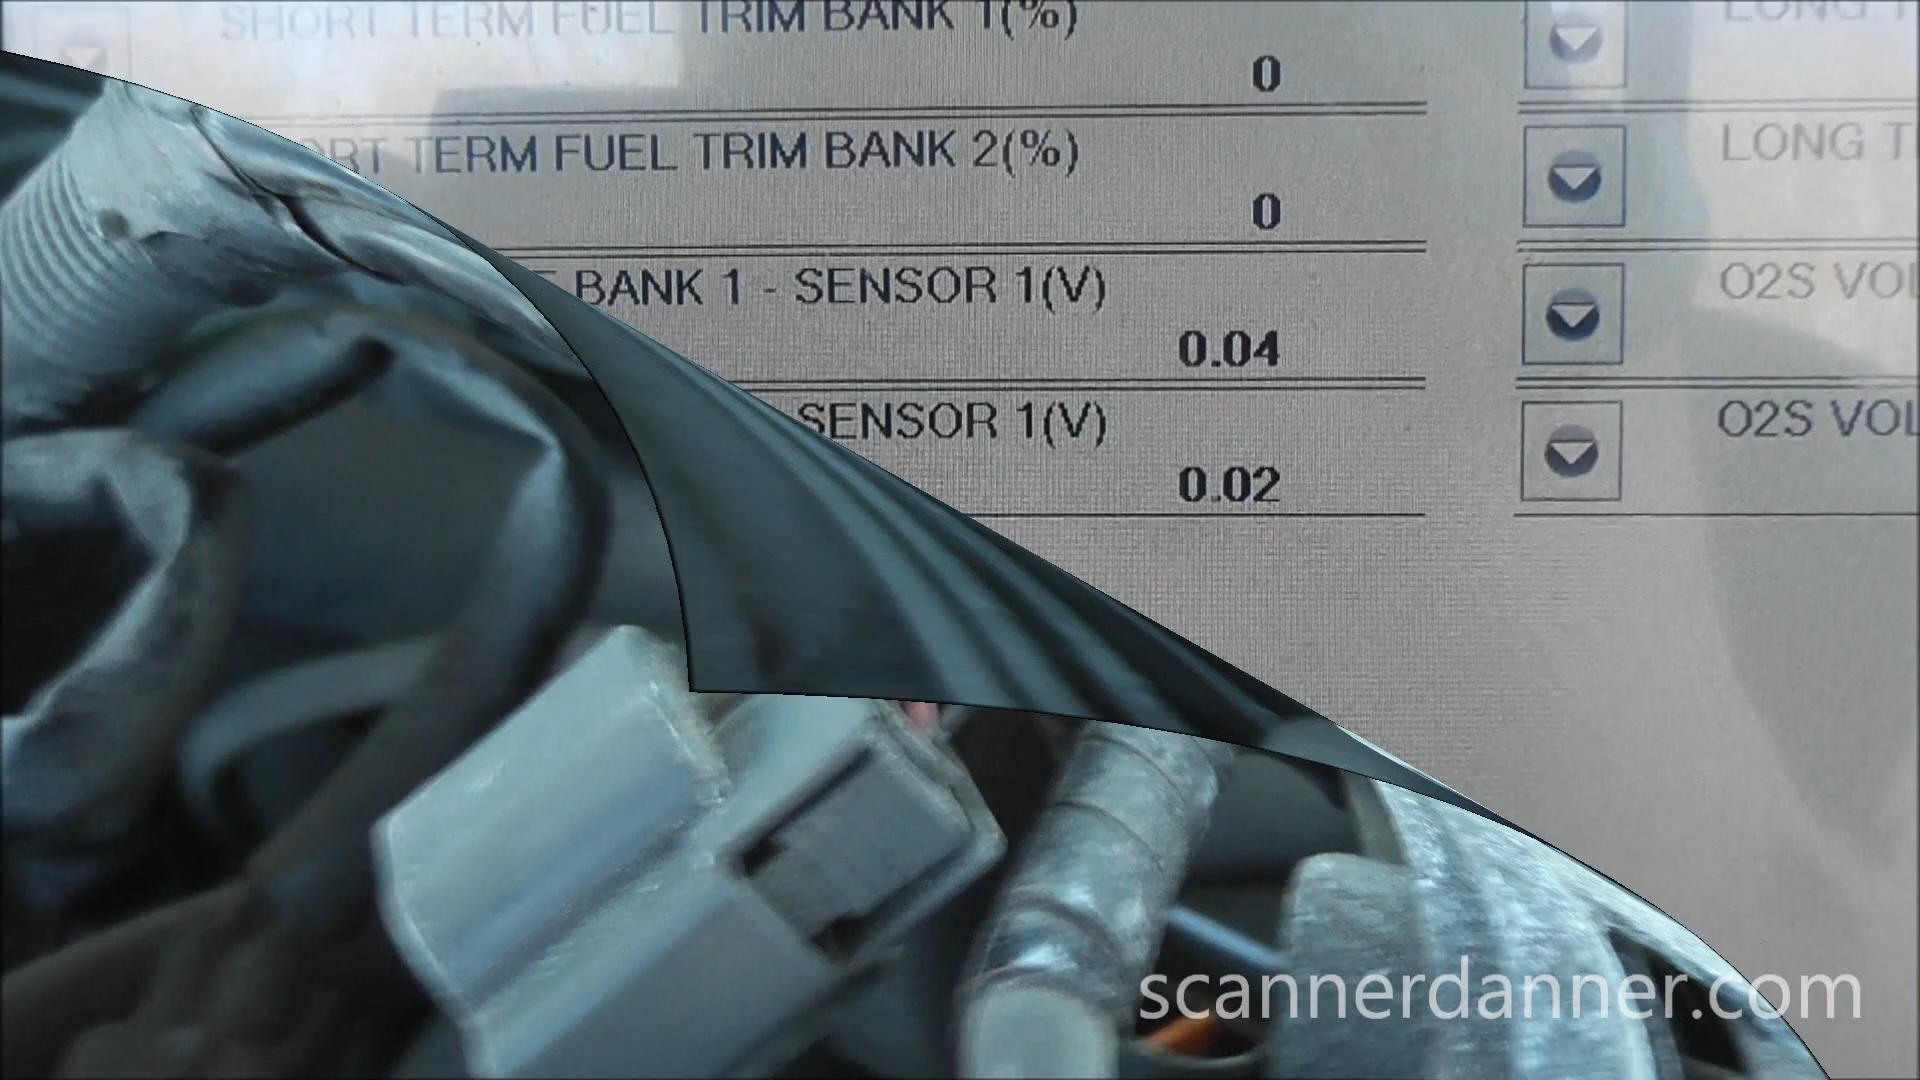 SHORT TERM FUEL TRIM BANK 1(%)
0
LONG T
TERM FUEL TRIM BANK 2(%)
0
LONG T
BANK 1 - SENSOR 1(V)
0.04
O2S VOL
SENSOR 1(V)
0.02
O2S VOL
scannerdanner.com